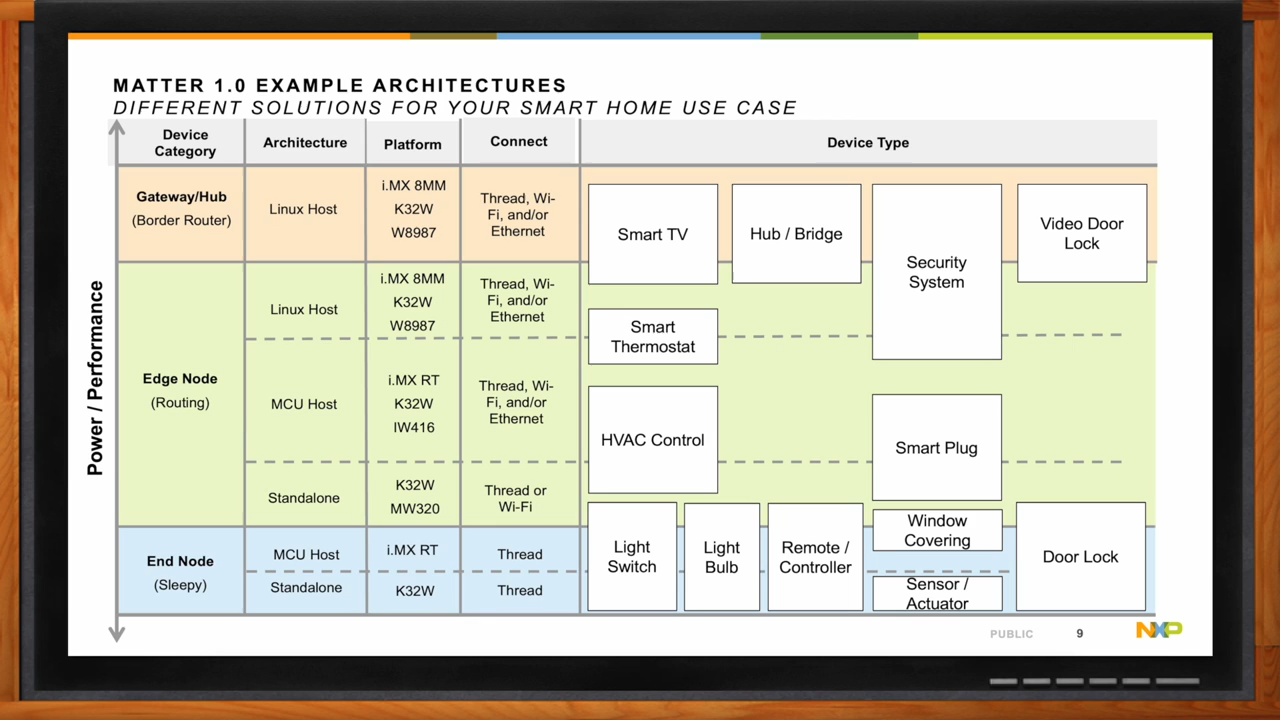 MATTER 1.0 EXAMPLE ARCHITECTURES
DIFFERENT SOLUTIONS FOR YOUR SMART HOME USE CASE
Device
Category
Architecture
Platform
Connect
Device Type
Power / Performance
Gateway/Hub
(Border Router)
Linux Host
i.MX 8MM
K32W
W8987
Thread, Wi-
Fi, and/or
Ethernet
Smart TV
Hub / Bridge
Security
System
Video Door
Lock
Edge Node
(Routing)
Linux Host
i.MX 8MM
K32W
W8987
Thread, Wi-
Fi, and/or
Ethernet
Smart
Thermostat
MCU Host
i.MX RT
K32W
IW416
Thread, Wi-
Fi, and/or
Ethernet
HVAC Control
Smart Plug
Standalone
K32W
MW320
Thread or
Wi-Fi
End Node
(Sleepy)
MCU Host
i.MX RT
Thread
Standalone
K32W
Thread
Light
Switch
Light
Bulb
Remote /
Controller
Window
Covering
Sensor /
Actuator
Door Lock
PUBLIC
9
NXP